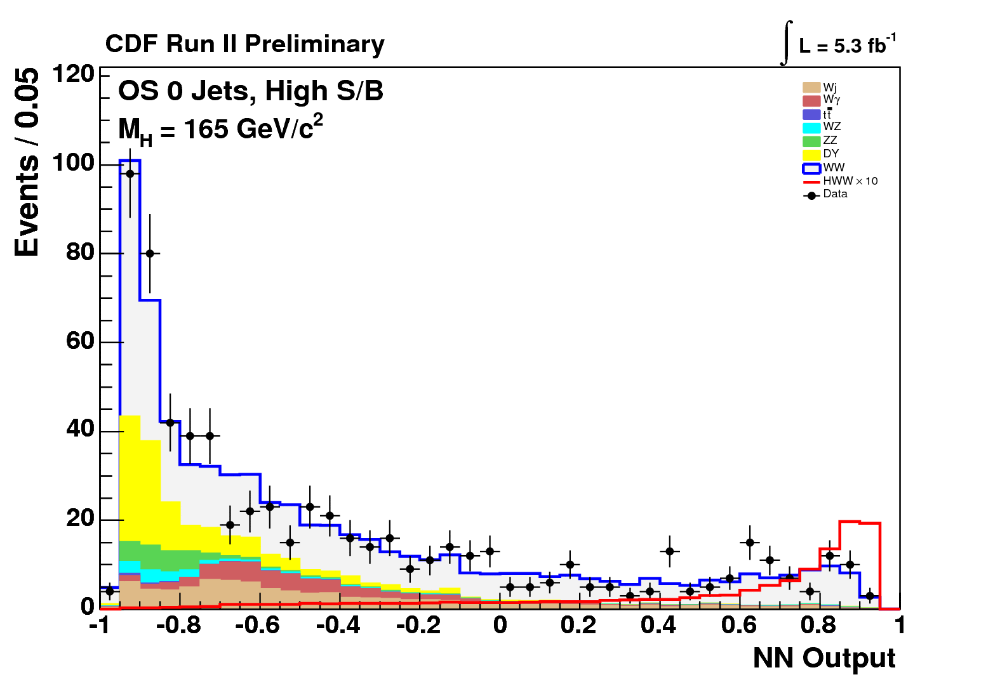 CDF Run II Preliminary
∫ L = 5.3 fb⁻¹
Events / 0.05
120
100
80
60
40
20
0
OS 0 Jets, High S/B
M_H = 165 GeV/c²
Wj
Wγ
tt̄
WZ
ZZ
DY
WW
HWW × 10
Data
-1 -0.8 -0.6 -0.4 -0.2 0 0.2 0.4 0.6 0.8 1
NN Output